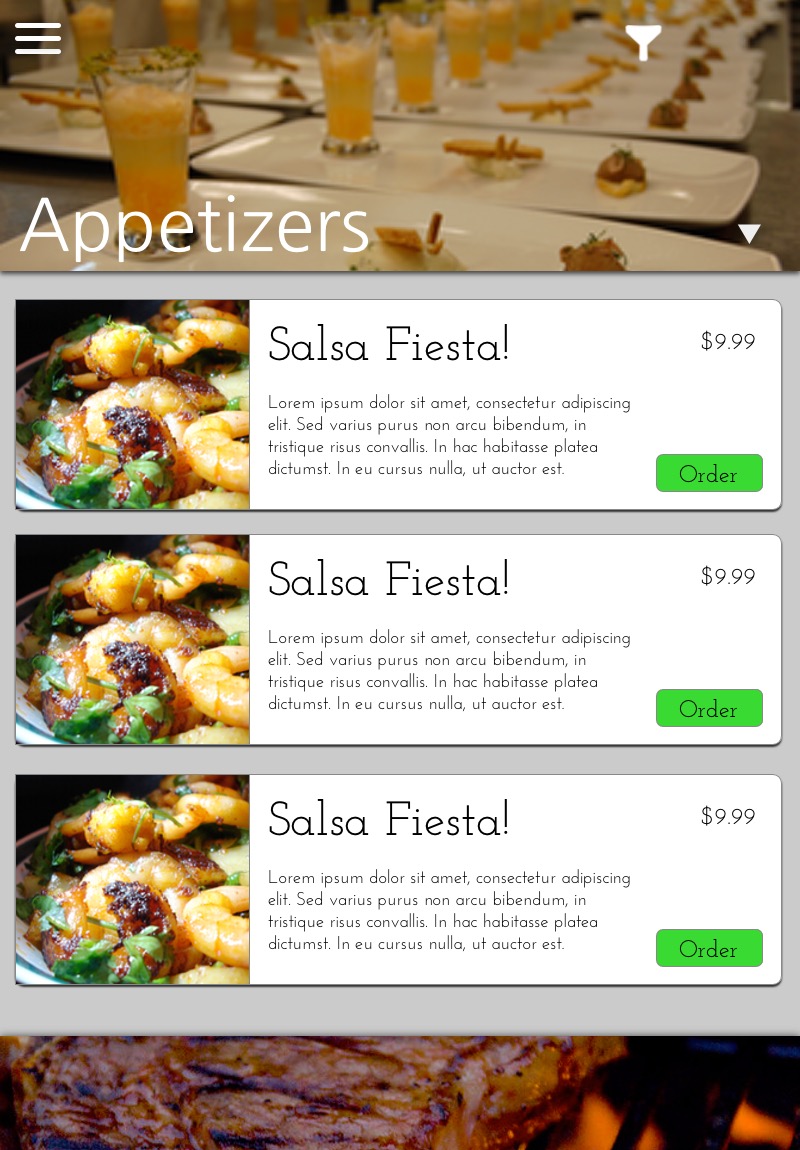 Appetizers
Salsa Fiesta!
$9.99
Lorem ipsum dolor sit amet, consectetur adipiscing
elit. Sed varius purus non arcu bibendum, in
tristique risus convallis. In hac habitasse platea
dictumst. In eu cursus nulla, ut auctor est.
Order
Salsa Fiesta!
$9.99
Lorem ipsum dolor sit amet, consectetur adipiscing
elit. Sed varius purus non arcu bibendum, in
tristique risus convallis. In hac habitasse platea
dictumst. In eu cursus nulla, ut auctor est.
Order
Salsa Fiesta!
$9.99
Lorem ipsum dolor sit amet, consectetur adipiscing
elit. Sed varius purus non arcu bibendum, in
tristique risus convallis. In hac habitasse platea
dictumst. In eu cursus nulla, ut auctor est.
Order